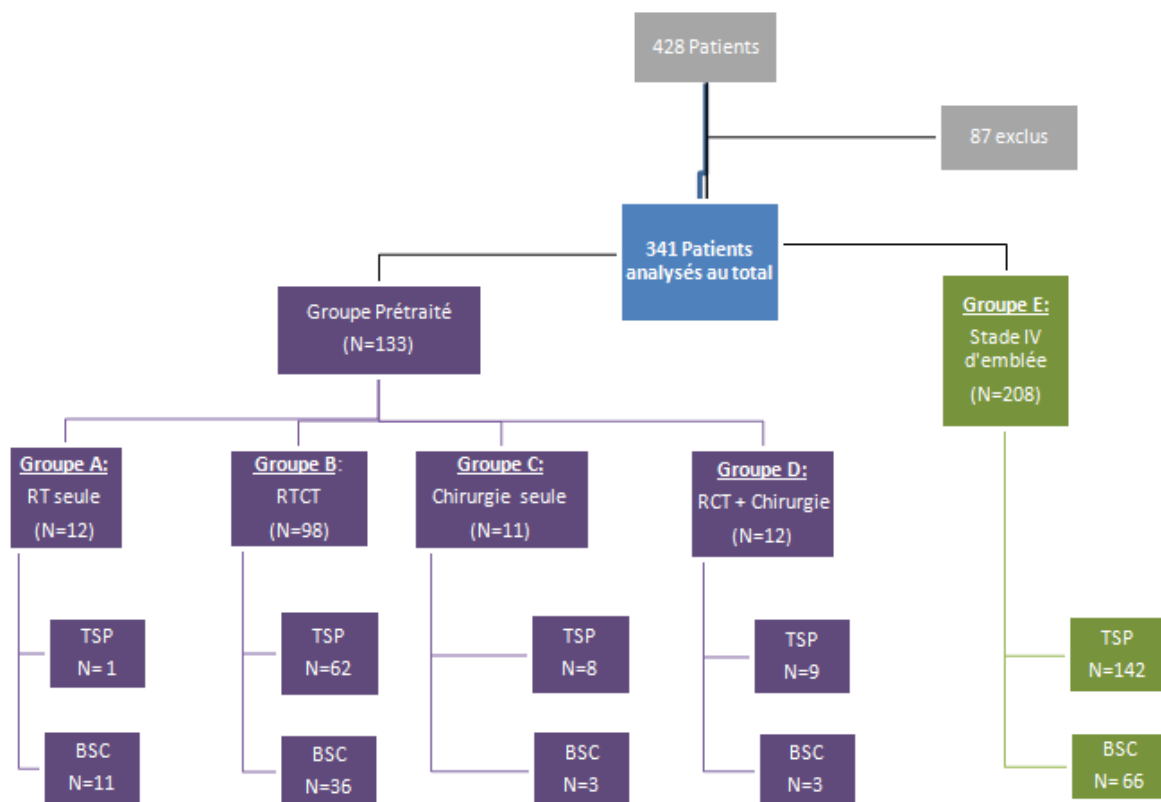 428 Patients
87 exclus
341 Patients
analysés au total
Groupe Prétraité
(N=133)
Groupe E:
Stade IV
d'emblée
(N=208)
Groupe A:
RT seule
(N=12)
Groupe B:
RTCT
(N=98)
Groupe C:
Chirurgie seule
(N=11)
Groupe D:
RCT + Chirurgie
(N=12)
TSP
N= 1
TSP
N=62
TSP
N=8
TSP
N=9
TSP
N=142
BSC
N=11
BSC
N=36
BSC
N=3
BSC
N=3
BSC
N= 66